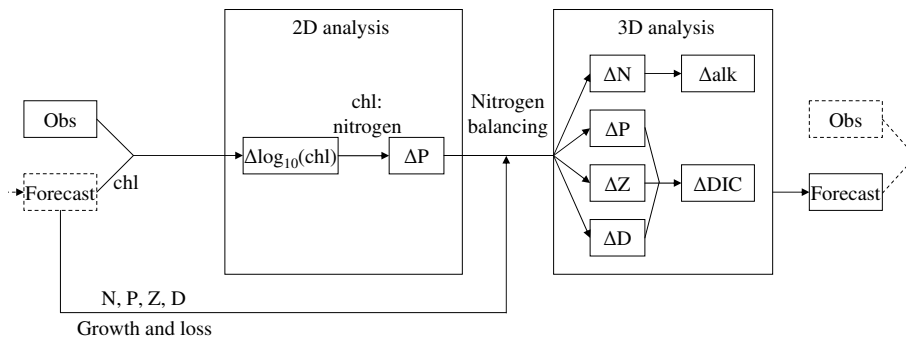 2D analysis
3D analysis
Obs
Forecast
chl
Δlog10(chl)
chl:
nitrogen
ΔP
Nitrogen
balancing
ΔN
Δalk
ΔP
ΔZ
ΔDIC
ΔD
Obs
Forecast
N, P, Z, D
Growth and loss